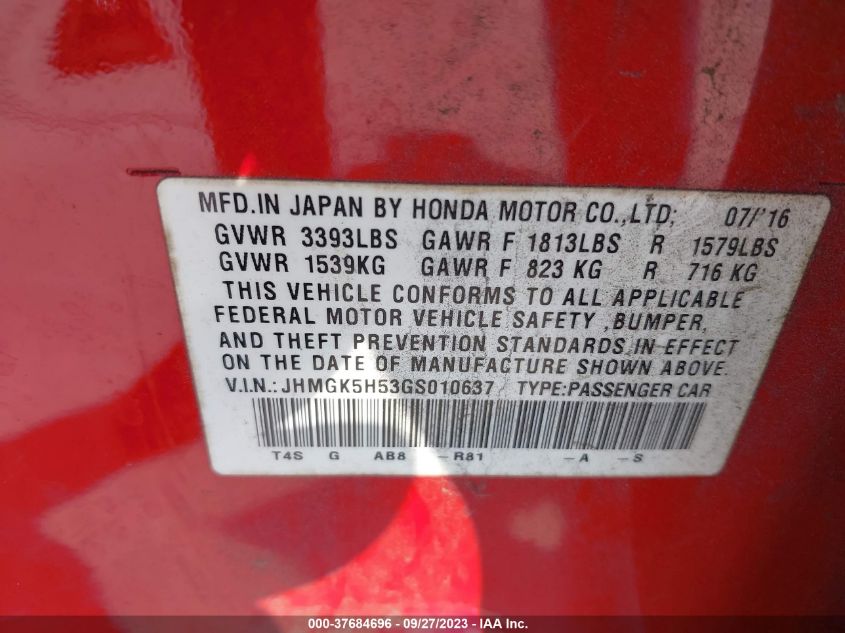 MFD.IN JAPAN BY HONDA MOTOR CO.,LTD; 07/'16
GVWR 3393LBS GAWR F 1813LBS R 1579LBS
GVWR 1539KG GAWR F 823 KG R 716 KG
THIS VEHICLE CONFORMS TO ALL APPLICABLE
FEDERAL MOTOR VEHICLE SAFETY ,BUMPER,
AND THEFT PREVENTION STANDARDS IN EFFECT
ON THE DATE OF MANUFACTURE SHOWN ABOVE.
V.I.N.: JHMGK5H53GS010637 TYPE:PASSENGER CAR
T4S G AB8 -R81 -A -S
000-37684696 - 09/27/2023 - IAA Inc.